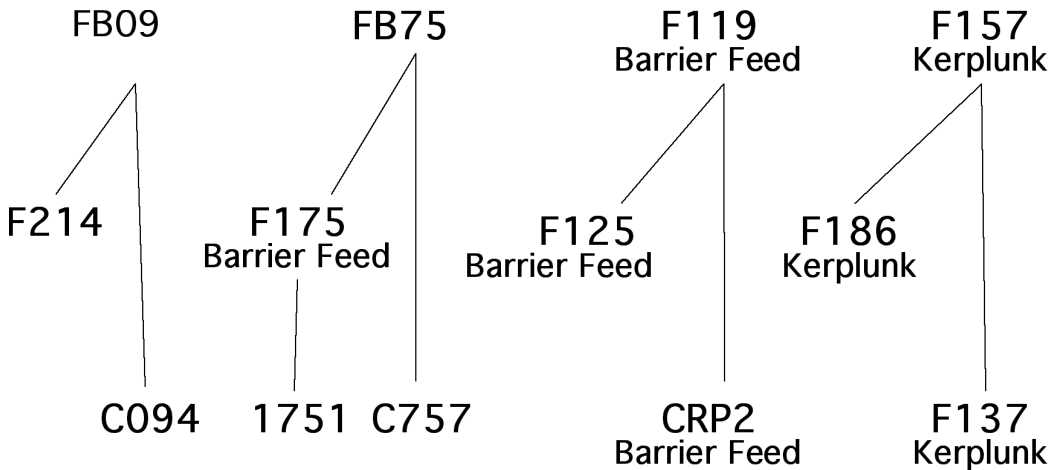 FB09
FB75
F119
Barrier Feed
F157
Kerplunk
F214
F175
Barrier Feed
F125
Barrier Feed
F186
Kerplunk
C094
1751
C757
CRP2
Barrier Feed
F137
Kerplunk